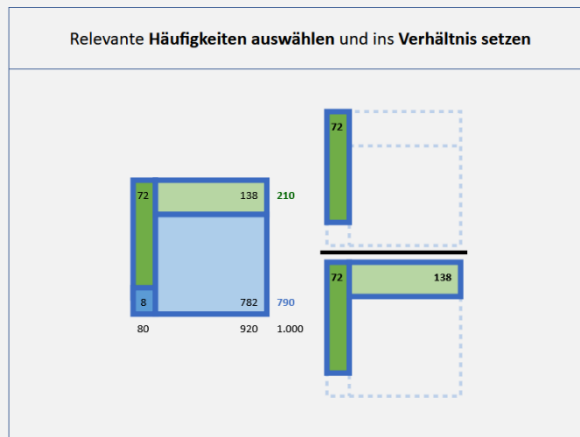 Relevante Häufigkeiten auswählen und ins Verhältnis setzen
72
72 138 210
8 782 790
80 920 1.000
72 138